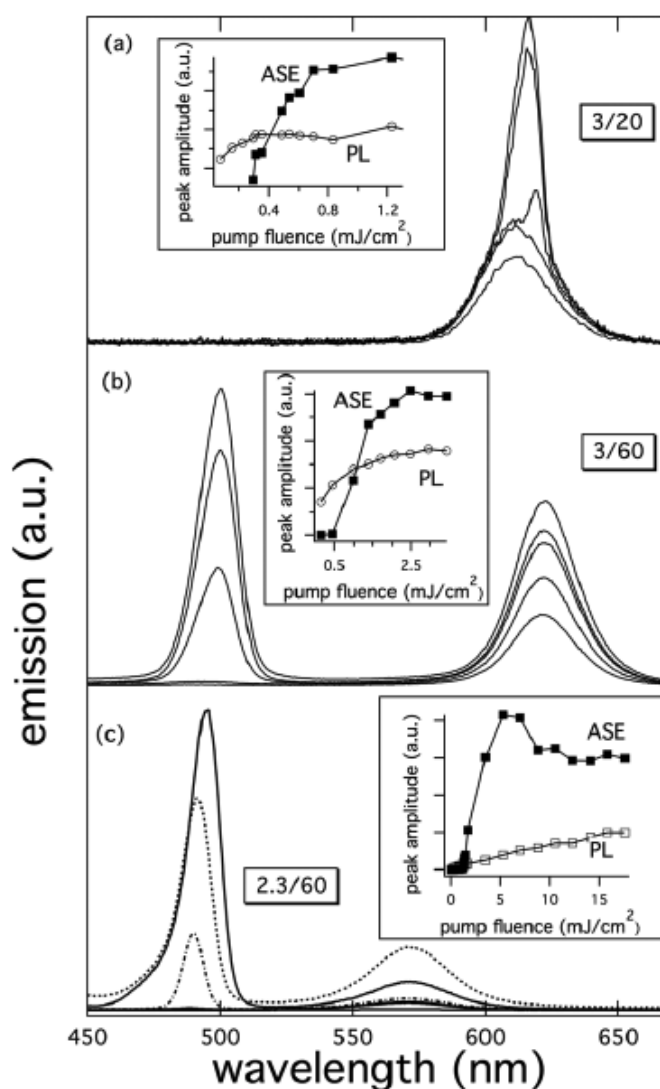 (a)
ASE
PL
peak amplitude (a.u.)
0.4 0.8 1.2
pump fluence (mJ/cm²)
3/20
(b)
ASE
PL
peak amplitude (a.u.)
0.5 2.5
pump fluence (mJ/cm²)
3/60
emission (a.u.)
(c)
ASE
PL
peak amplitude (a.u.)
0 5 10 15
pump fluence (mJ/cm²)
2.3/60
450 500 550 600 650
wavelength (nm)